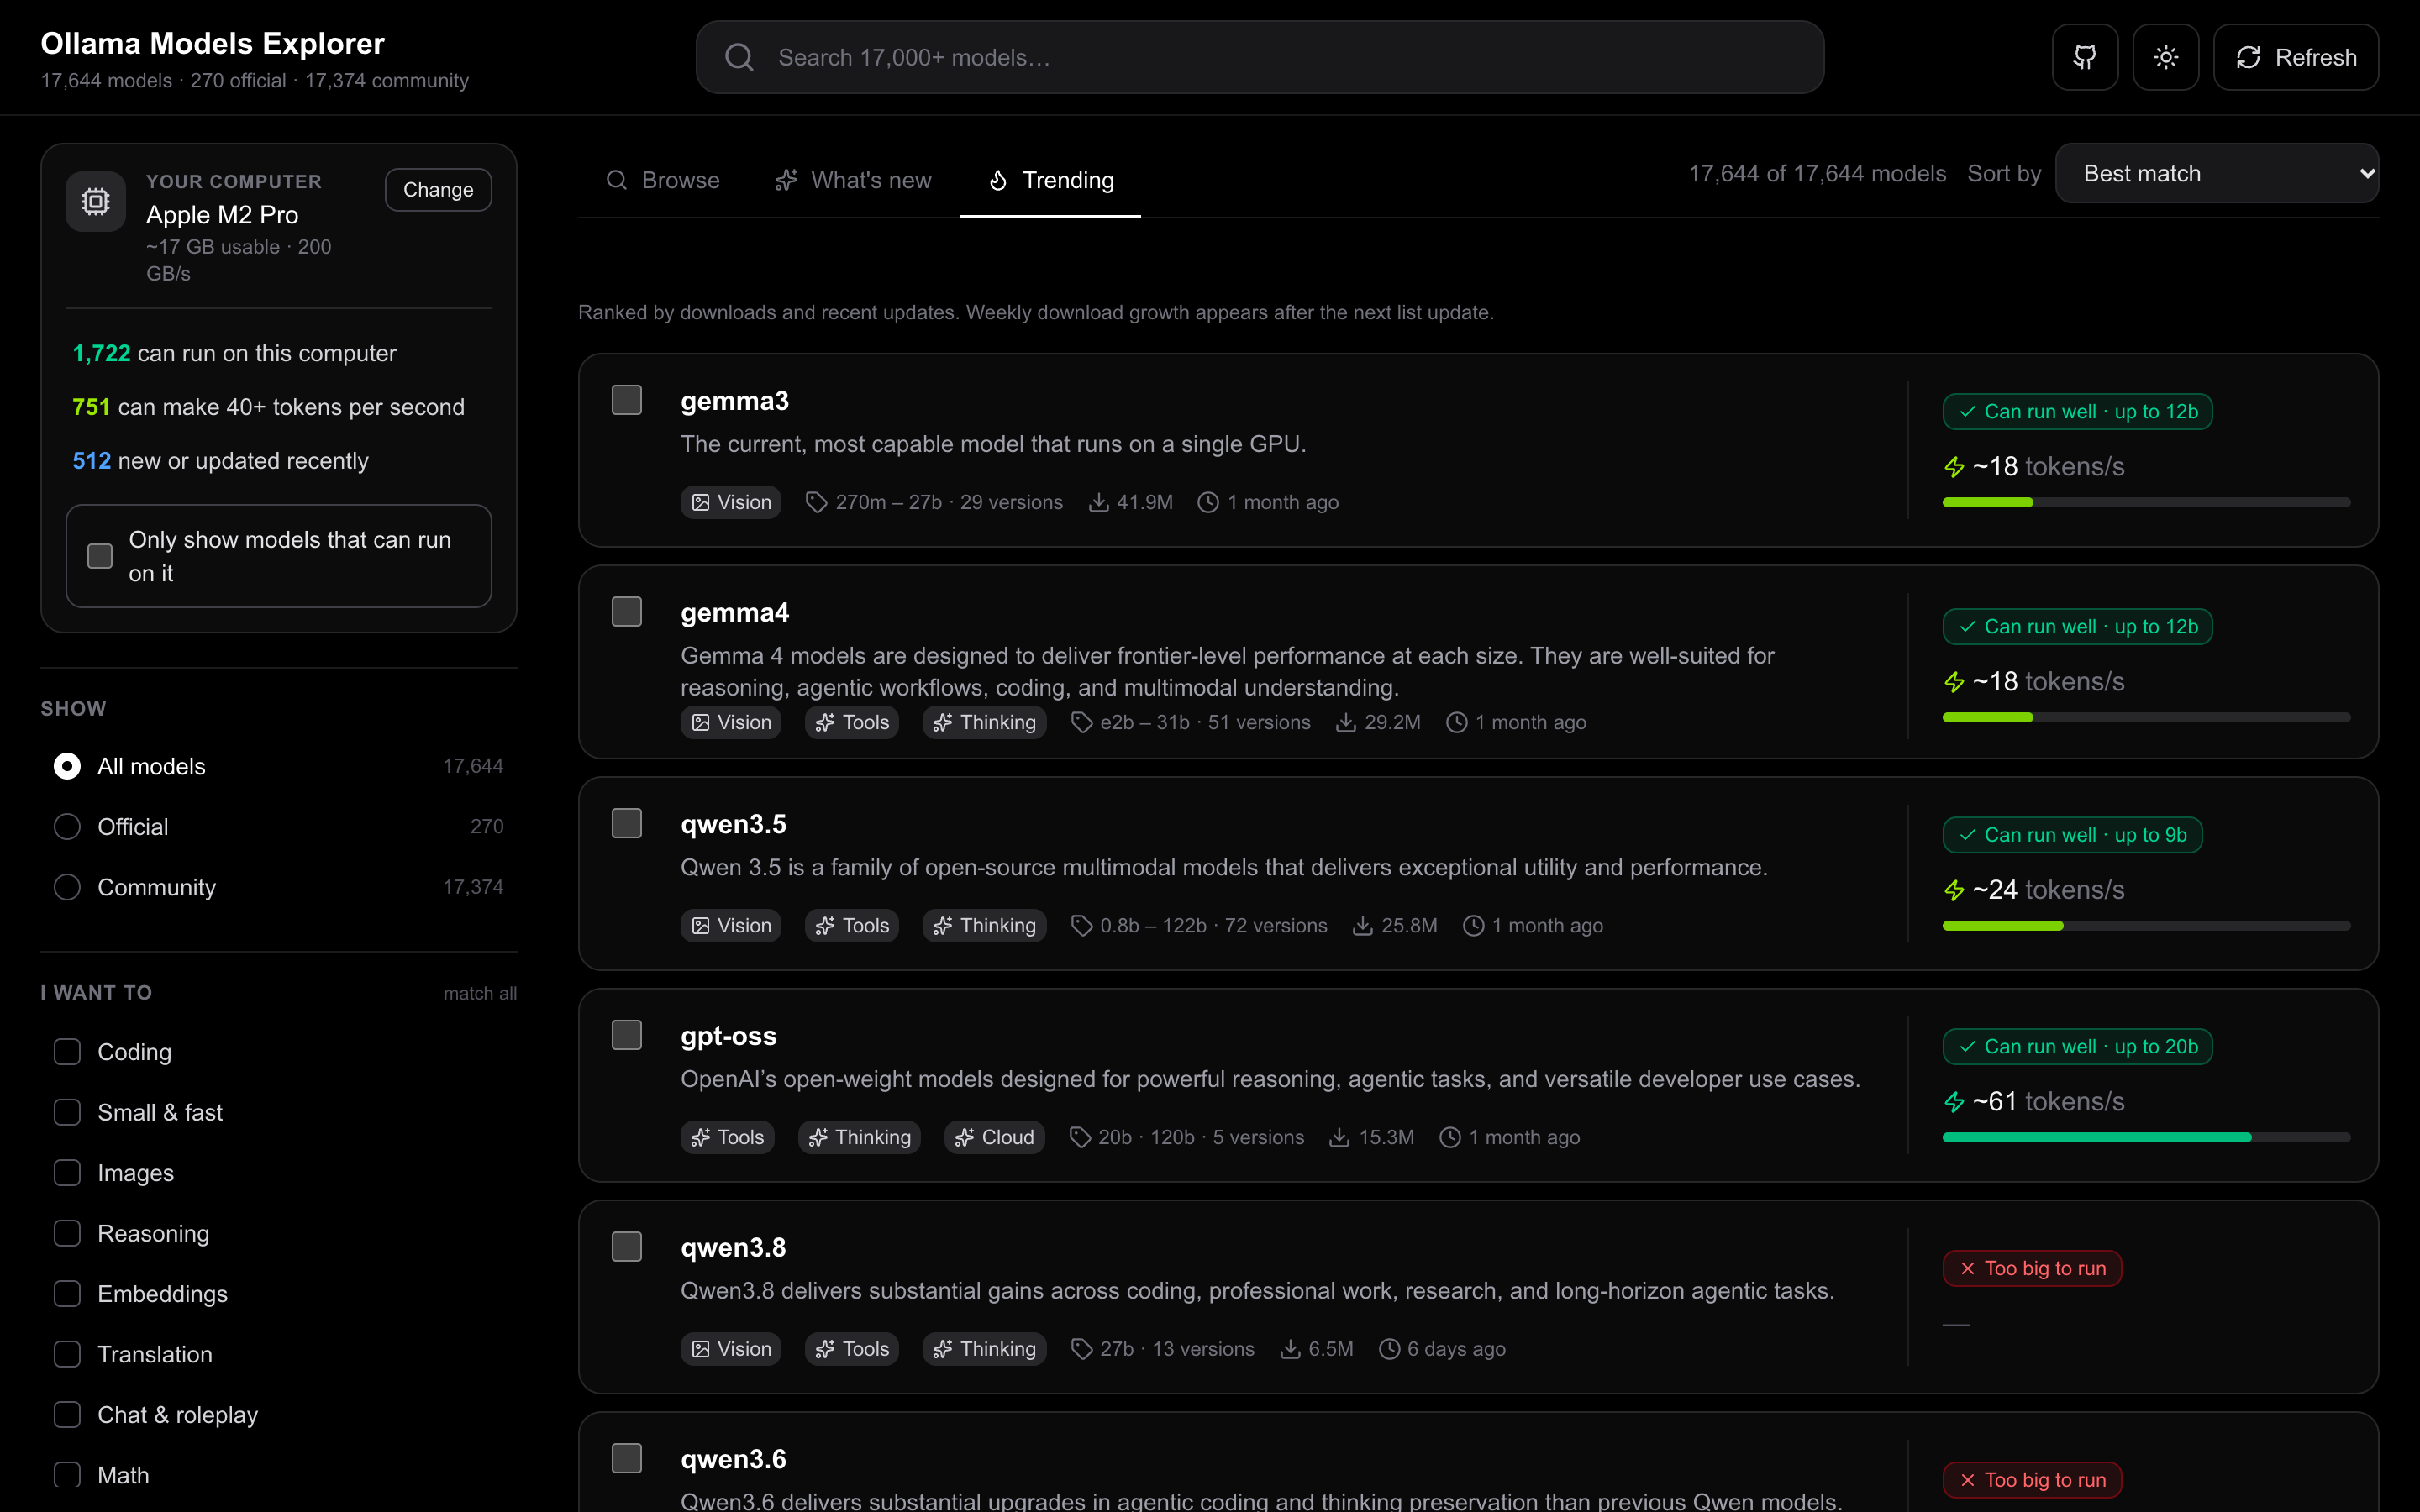 Ollama Models Explorer
17,644 models · 270 official · 17,374 community
Search 17,000+ models…
Refresh
YOUR COMPUTER
Apple M2 Pro
~17 GB usable · 200
GB/s
Change
1,722 can run on this computer
751 can make 40+ tokens per second
512 new or updated recently
Only show models that can run
on it
SHOW
All models 17,644
Official 270
Community 17,374
I WANT TO match all
Coding
Small & fast
Images
Reasoning
Embeddings
Translation
Chat & roleplay
Math
Browse What's new Trending
17,644 of 17,644 models Sort by Best match
Ranked by downloads and recent updates. Weekly download growth appears after the next list update.
gemma3
The current, most capable model that runs on a single GPU.
Vision 270m – 27b · 29 versions 41.9M 1 month ago
Can run well · up to 12b
~18 tokens/s
gemma4
Gemma 4 models are designed to deliver frontier-level performance at each size. They are well-suited for
reasoning, agentic workflows, coding, and multimodal understanding.
Vision Tools Thinking e2b – 31b · 51 versions 29.2M 1 month ago
Can run well · up to 12b
~18 tokens/s
qwen3.5
Qwen 3.5 is a family of open-source multimodal models that delivers exceptional utility and performance.
Vision Tools Thinking 0.8b – 122b · 72 versions 25.8M 1 month ago
Can run well · up to 9b
~24 tokens/s
gpt-oss
OpenAI’s open-weight models designed for powerful reasoning, agentic tasks, and versatile developer use cases.
Tools Thinking Cloud 20b · 120b · 5 versions 15.3M 1 month ago
Can run well · up to 20b
~61 tokens/s
qwen3.8
Qwen3.8 delivers substantial gains across coding, professional work, research, and long-horizon agentic tasks.
Vision Tools Thinking 27b · 13 versions 6.5M 6 days ago
Too big to run
—
qwen3.6
Qwen3.6 delivers substantial upgrades in agentic coding and thinking preservation than previous Qwen models.
Too big to run